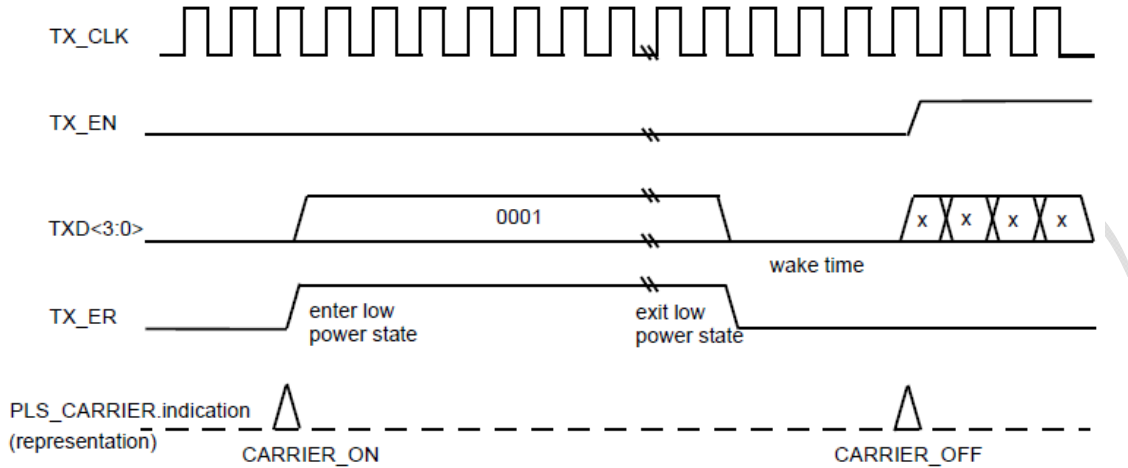 TX_CLK
TX_EN
TXD<3:0>
0001
x x x x
wake time
TX_ER
enter low
power state
exit low
power state
PLS_CARRIER.indication
(representation)
CARRIER_ON
CARRIER_OFF